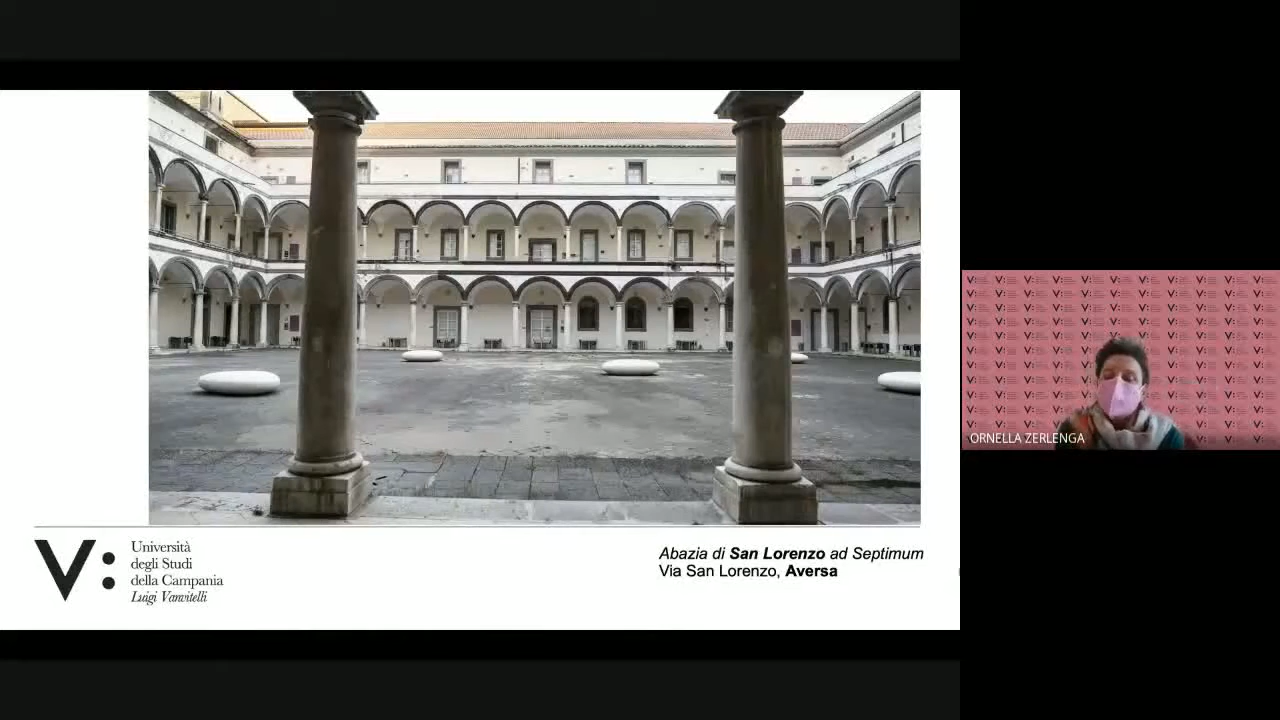 Università
degli Studi
della Campania
Luigi Vanvitelli
Abazia di San Lorenzo ad Septimum
Via San Lorenzo, Aversa
ORNELLA ZERLENGA